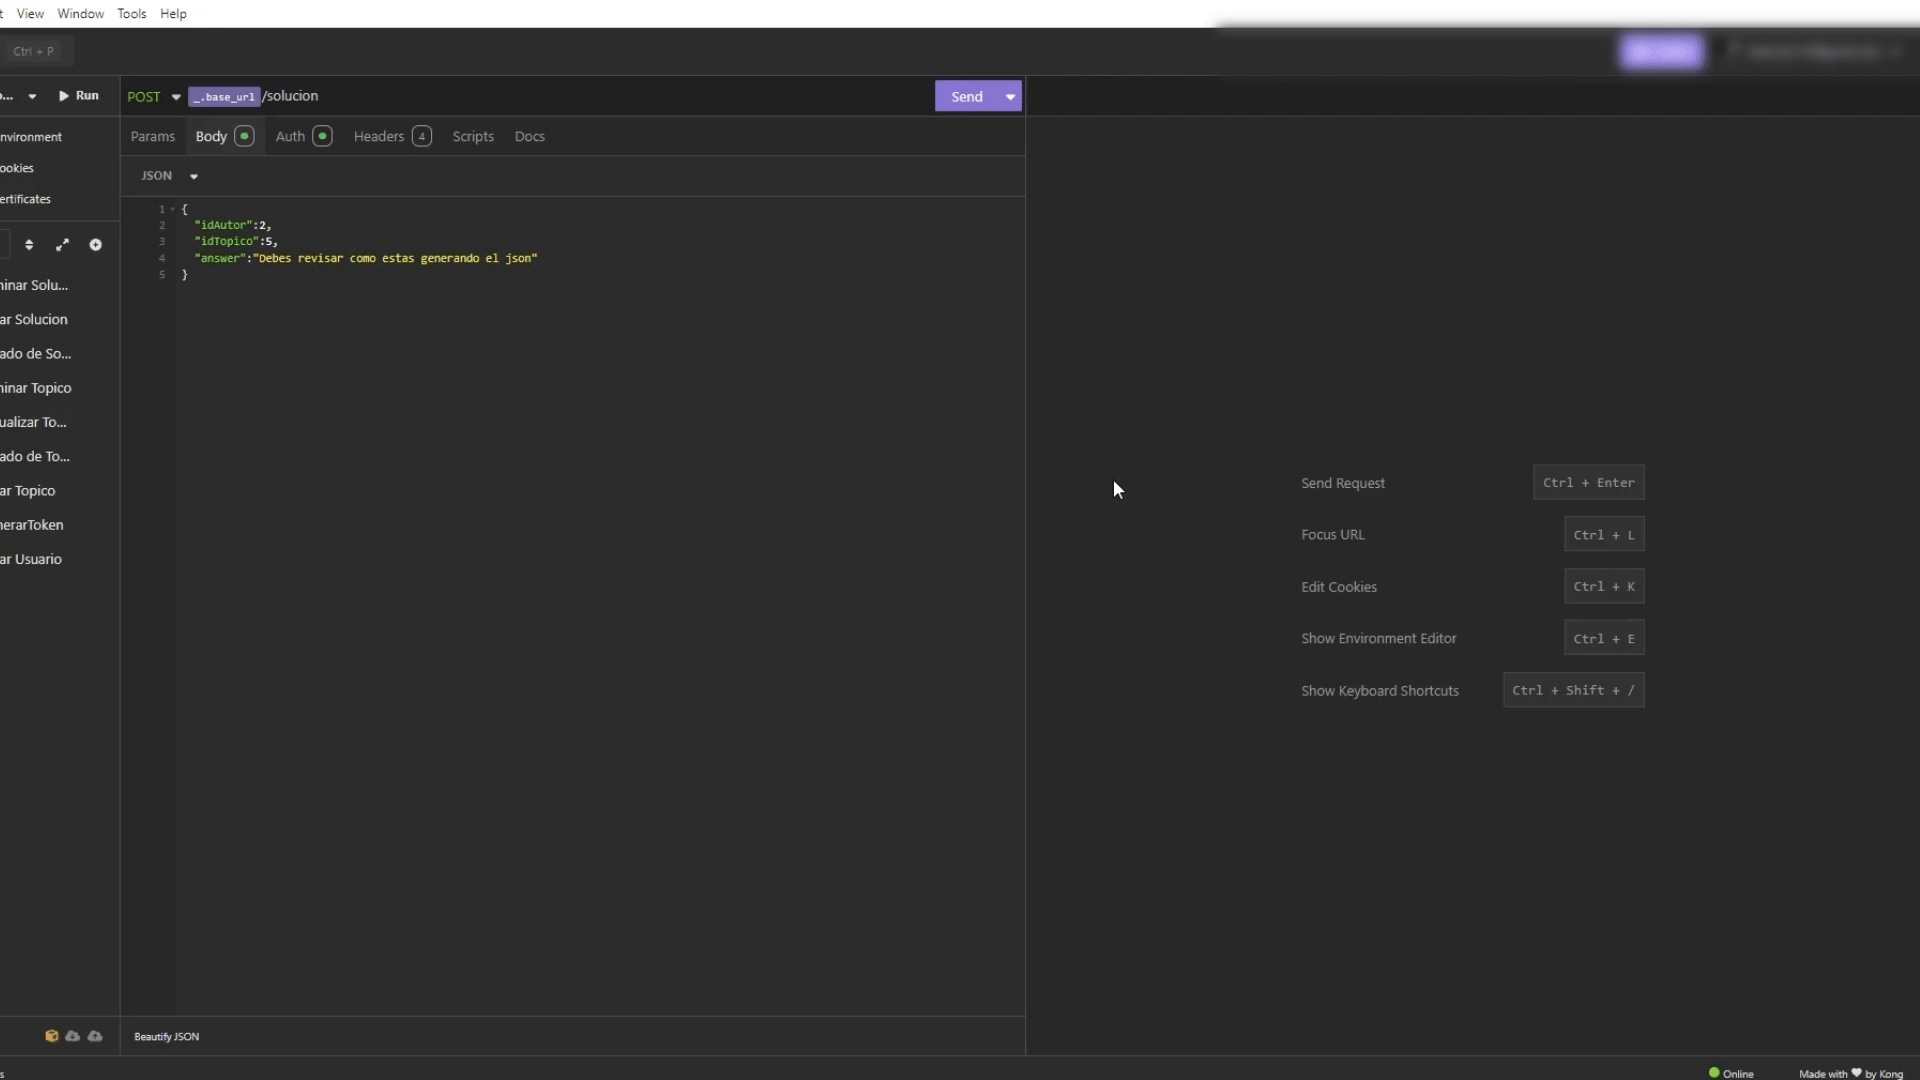 t View Window Tools Help
Ctrl + P
o... Run
POST _.base_url /solucion
Send
nvironment
ookies
ertificates
Params Body Auth Headers 4 Scripts Docs
JSON
1 {
2 "idAutor":2,
3 "idTopico":5,
4 "answer":"Debes revisar como estas generando el json"
5 }
ninar Solu...
ar Solucion
ado de So...
ninar Topico
ualizar To...
ado de To...
ar Topico
nerarToken
ar Usuario
Send Request Ctrl + Enter
Focus URL Ctrl + L
Edit Cookies Ctrl + K
Show Environment Editor Ctrl + E
Show Keyboard Shortcuts Ctrl + Shift + /
Beautify JSON
s
Online
Made with ♥ by Kong